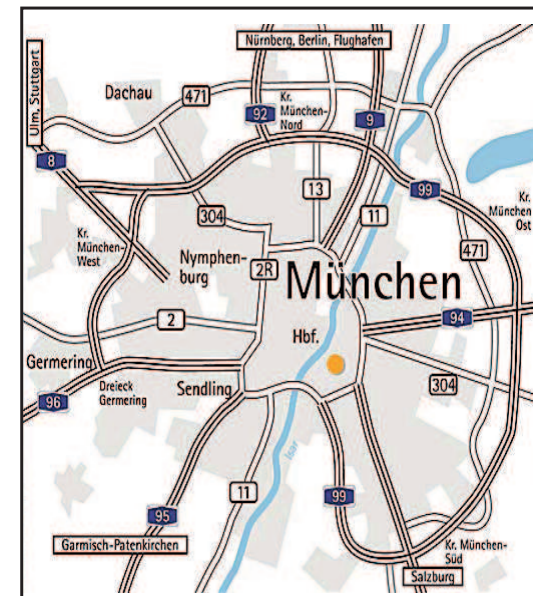 Nürnberg, Berlin, Flughafen
Ulm, Stuttgart
Dachau
471
92
Kr.
München-
Nord
9
8
13
99
304
11
Kr.
München
Ost
Kr.
München-
West
Nymphen-
burg
2R
471
München
2
Hbf.
94
Germering
Dreieck
Germering
Sendling
304
96
Isar
11
99
95
Garmisch-Patenkirchen
Kr. München-
Süd
Salzburg